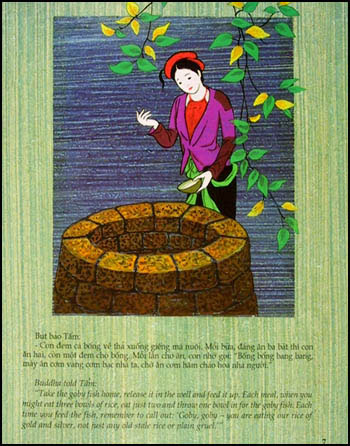 Bụt bảo Tấm:
- Con đem cá bống về thả xuống giếng mà nuôi. Mỗi bữa, đáng ăn ba bát thì con
ăn hai, còn một đem cho bống. Mỗi lần cho ăn, con nhớ gọi: "Bống bống bang bang,
mày ăn cơm vàng cơm bạc nhà ta, chớ ăn cơm hẩm cháo hoa nhà người."
Buddha told Tấm:
"Take the goby fish home, release it in the well and feed it up. Each meal, when you
might eat three bowls of rice, eat just two and throw one bowl in for the goby fish. Each
time you feed the fish, remember to call out: 'Goby, goby – you are eating our rice of
gold and silver, not just any old stale rice or plain gruel.'"
7